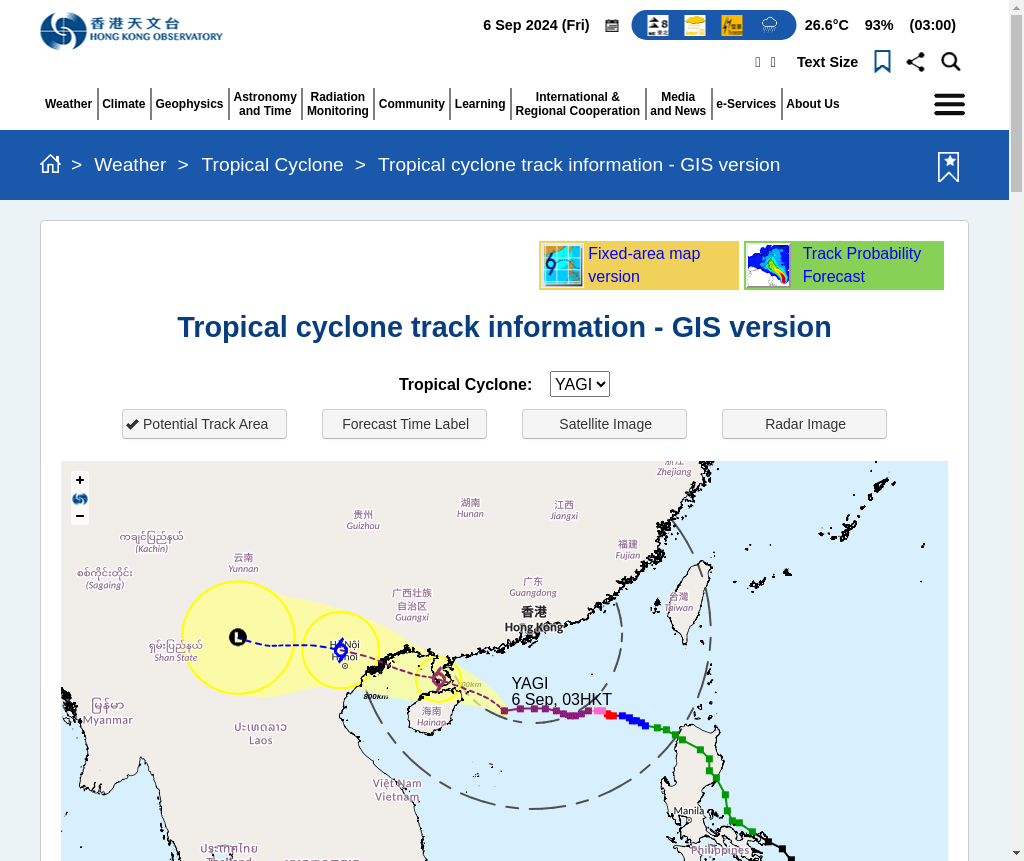 香港天文台
HONG KONG OBSERVATORY
6 Sep 2024 (Fri)
8
26.6°C 93% (03:00)
Text Size
Weather
Climate
Geophysics
Astronomy
and Time
Radiation
Monitoring
Community
Learning
International &
Regional Cooperation
Media
and News
e-Services
About Us
> Weather > Tropical Cyclone > Tropical cyclone track information - GIS version
Fixed-area map
version
Track Probability
Forecast
Tropical cyclone track information - GIS version
Tropical Cyclone: YAGI
Potential Track Area
Forecast Time Label
Satellite Image
Radar Image
+
−
浙江
Zhejiang
湖南
Hunan
江西
Jiangxi
贵州
Guizhou
ကချင်ပြည်နယ်
(Kachin)
福建
Fujian
云南
Yunnan
စစ်ကိုင်းတိုင်း
(Sagaing)
广东
Guangdong
广西壮族
自治区
Guangxi
台灣
Taiwan
香港
Hong Kong
L
Hà Nội
Hanoi
ရှမ်းပြည်နယ်
Shan State
YAGI
6 Sep, 03HKT
800km
海南
Hainan
မြန်မာ
Myanmar
ປະເທດລາວ
Laos
Việt Nam
Vietnam
Manila
ประเทศไทย
Thailand
Philippines